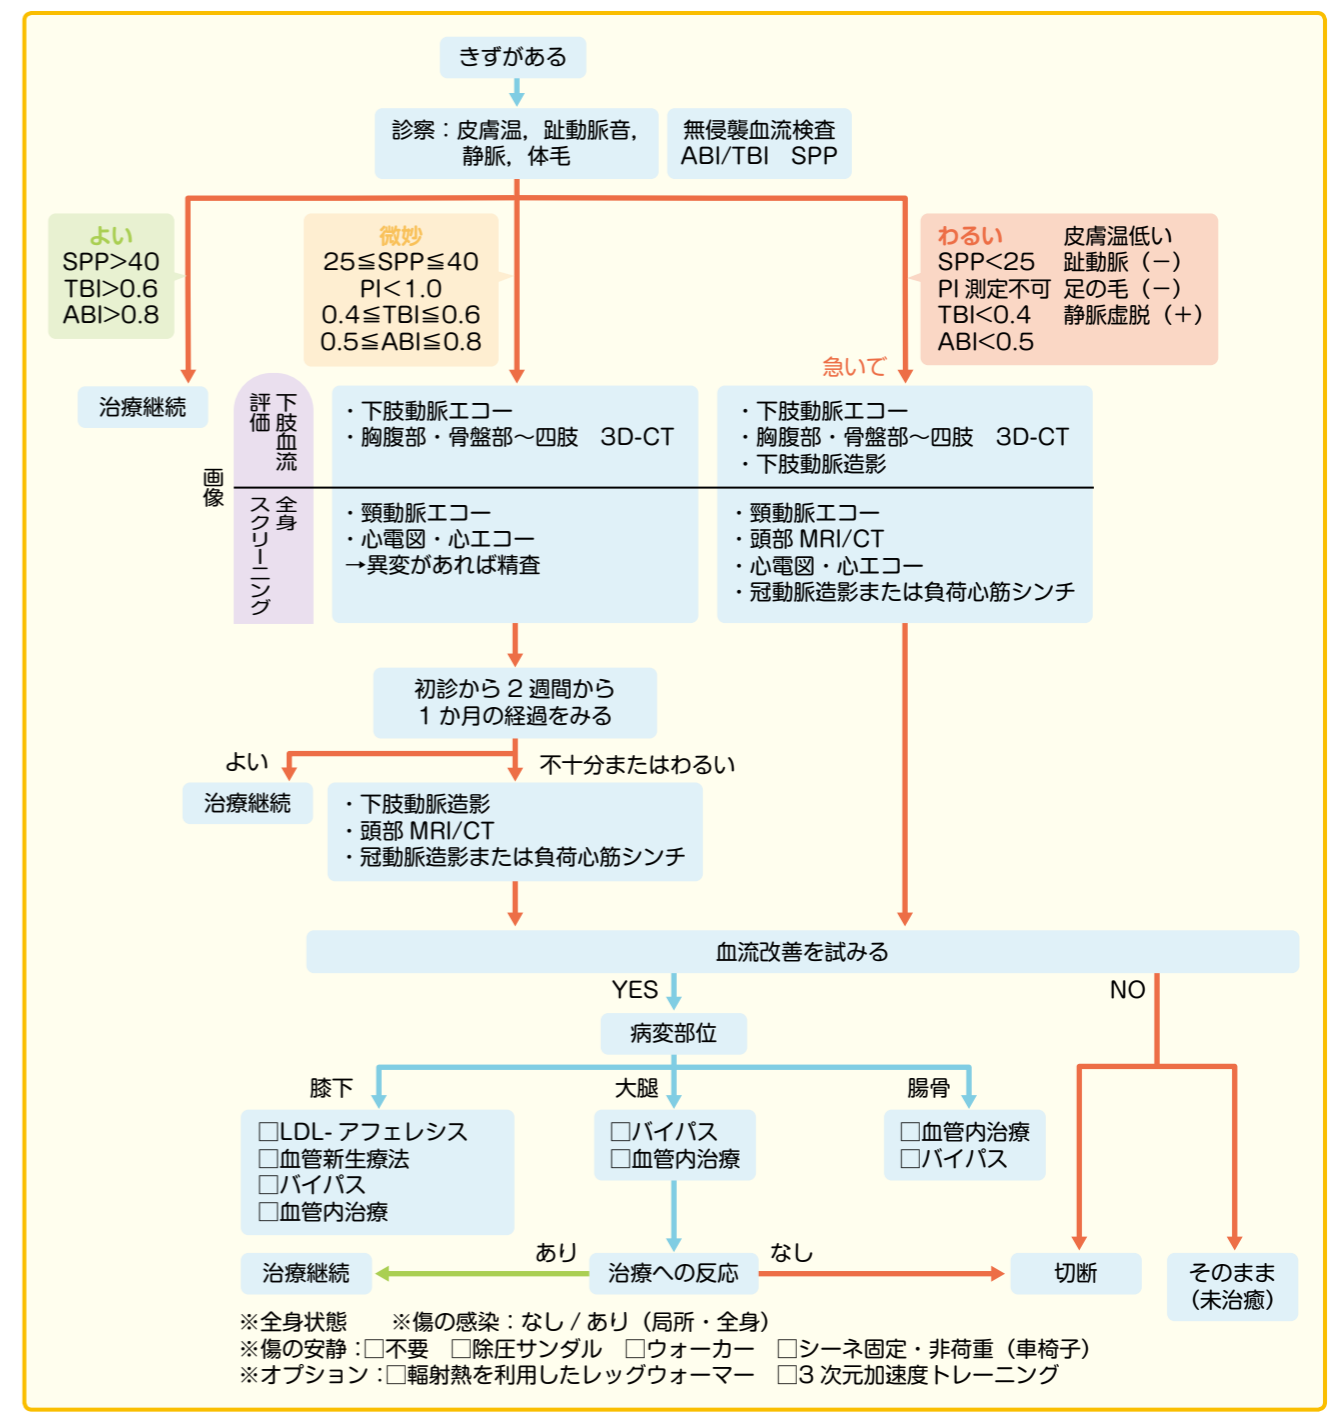 きずがある
診察：皮膚温，趾動脈音，
静脈，体毛
無侵襲血流検査
ABI/TBI　SPP
よい
SPP>40
TBI>0.6
ABI>0.8
微妙
25≦SPP≦40
PI<1.0
0.4≦TBI≦0.6
0.5≦ABI≦0.8
わるい　皮膚温低い
SPP<25　趾動脈（－）
PI 測定不可　足の毛（－）
TBI<0.4　静脈虚脱（＋）
ABI<0.5
急いで
治療継続
画像
下肢血流
評価
・下肢動脈エコー
・胸腹部・骨盤部〜四肢　3D-CT
・下肢動脈エコー
・胸腹部・骨盤部〜四肢　3D-CT
・下肢動脈造影
全身
スクリーニング
・頸動脈エコー
・心電図・心エコー
→異変があれば精査
・頸動脈エコー
・頭部 MRI/CT
・心電図・心エコー
・冠動脈造影または負荷心筋シンチ
初診から 2 週間から
1 か月の経過をみる
よい
不十分またはわるい
治療継続
・下肢動脈造影
・頭部 MRI/CT
・冠動脈造影または負荷心筋シンチ
血流改善を試みる
YES
NO
病変部位
膝下
大腿
腸骨
□LDL- アフェレシス
□血管新生療法
□バイパス
□血管内治療
□バイパス
□血管内治療
□血管内治療
□バイパス
治療継続
あり
治療への反応
なし
切断
そのまま
（未治癒）
※全身状態　　※傷の感染：なし / あり（局所・全身）
※傷の安静：□不要　□除圧サンダル　□ウォーカー　□シーネ固定・非荷重（車椅子）
※オプション：□輻射熱を利用したレッグウォーマー　□3 次元加速度トレーニング